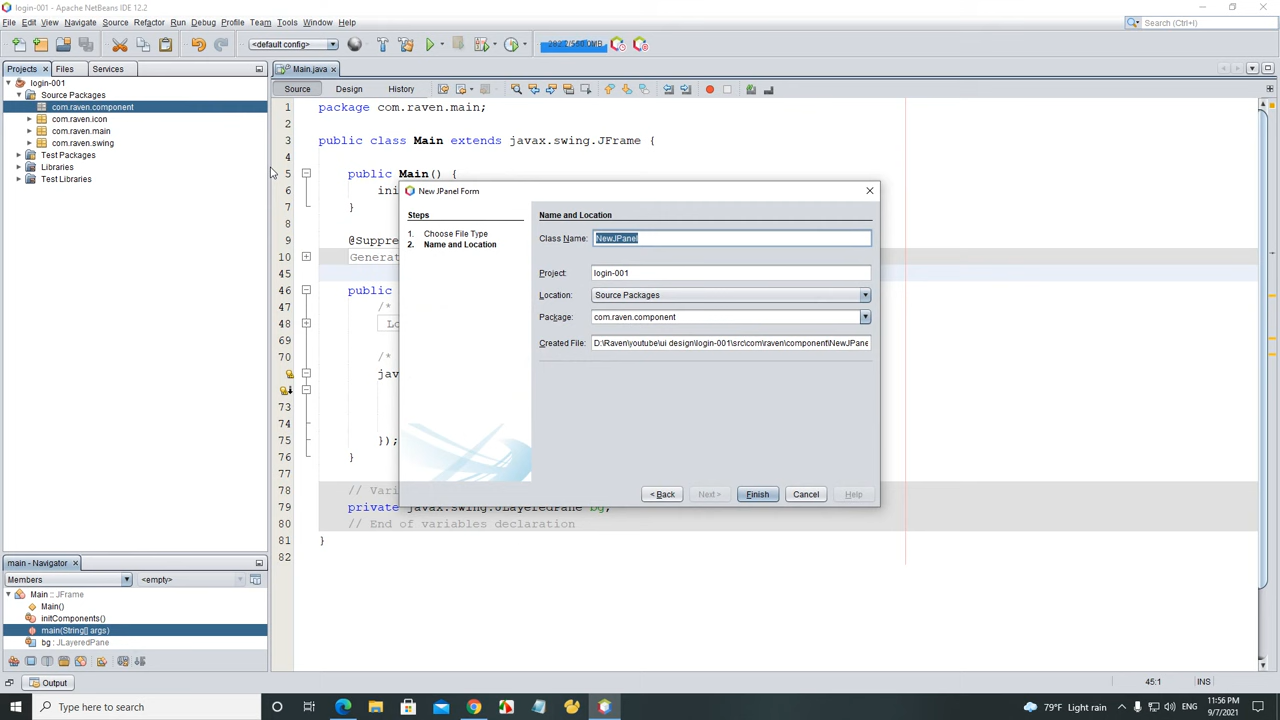 login-001 - Apache NetBeans IDE 12.2
File Edit View Navigate Source Refactor Run Debug Profile Team Tools Window Help
Search (Ctrl+I)
<default config>
Projects Files Services
Main.java
Source Design History
login-001
Source Packages
com.raven.component
com.raven.icon
com.raven.main
com.raven.swing
Test Packages
Libraries
Test Libraries
1 package com.raven.main;
2
3 public class Main extends javax.swing.JFrame {
4
5 public Main() {
6 ini
7 }
8
9 @Suppre
10 Generat
45
46 public
47 /*
48 Lo
69
70 /*
jav
73
74
75 });
76 }
77
78 // Vari
79 private javax.swing.JLayeredPane bg;
80 // End of variables declaration
81 }
82
New JPanel Form
Steps
1. Choose File Type
2. Name and Location
Name and Location
Class Name: NewJPanel
Project: login-001
Location: Source Packages
Package: com.raven.component
Created File: D:\Raven\youtube\ui design\login-001\src\com\raven\component\NewJPane
< Back Next > Finish Cancel Help
main - Navigator
Members <empty>
Main :: JFrame
Main()
initComponents()
main(String[] args)
bg : JLayeredPane
Output
45:1 INS
Type here to search
79°F Light rain
ENG
11:56 PM
9/7/2021